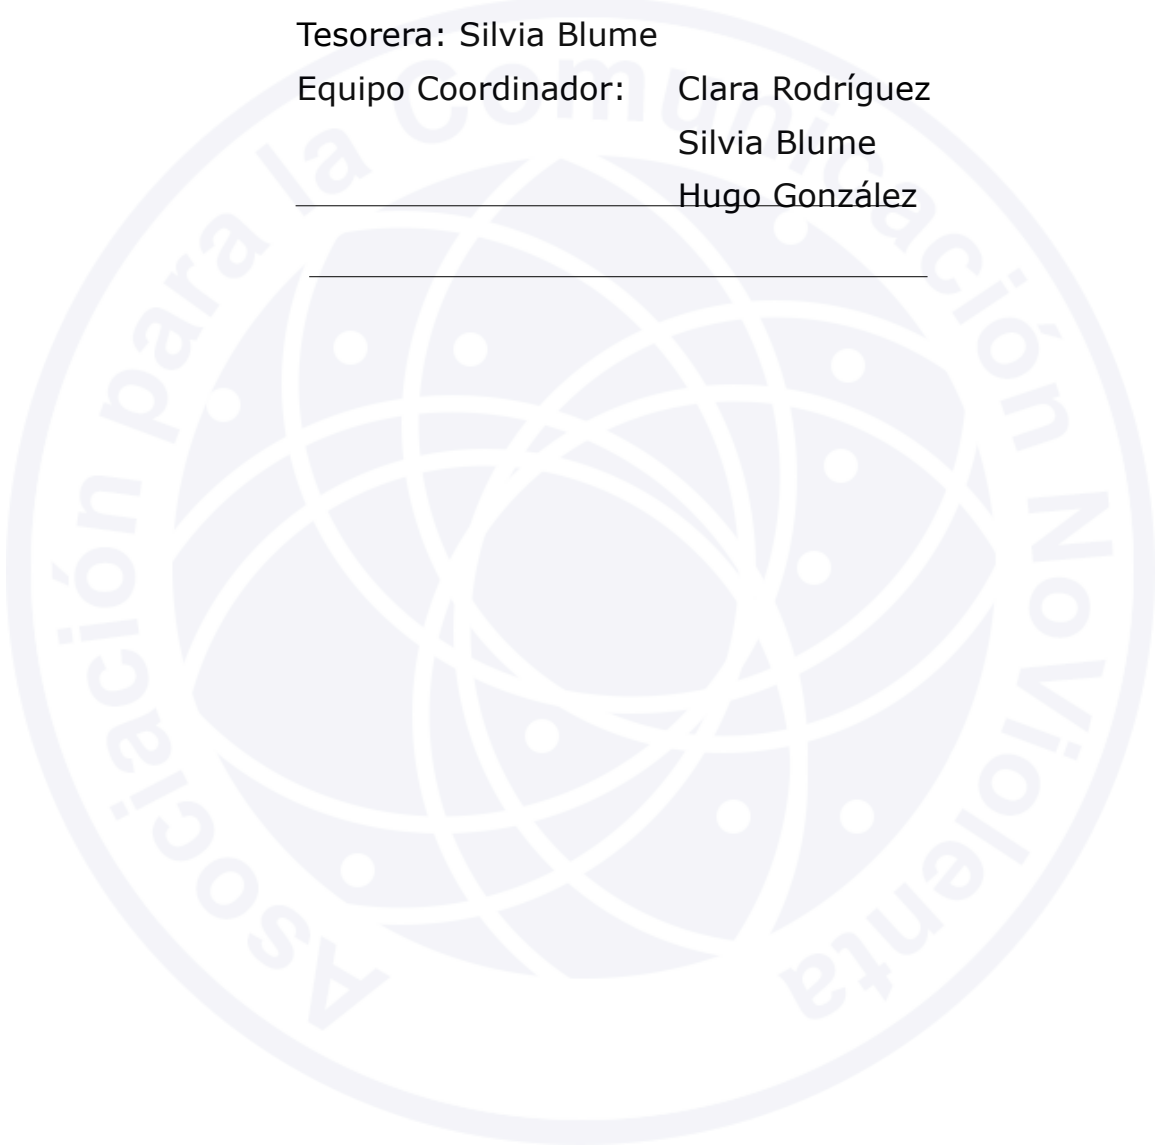 Tesorera: Silvia Blume
Equipo Coordinador: Clara Rodríguez
Silvia Blume
Hugo González
Asociación para la Comunicación NoViolenta